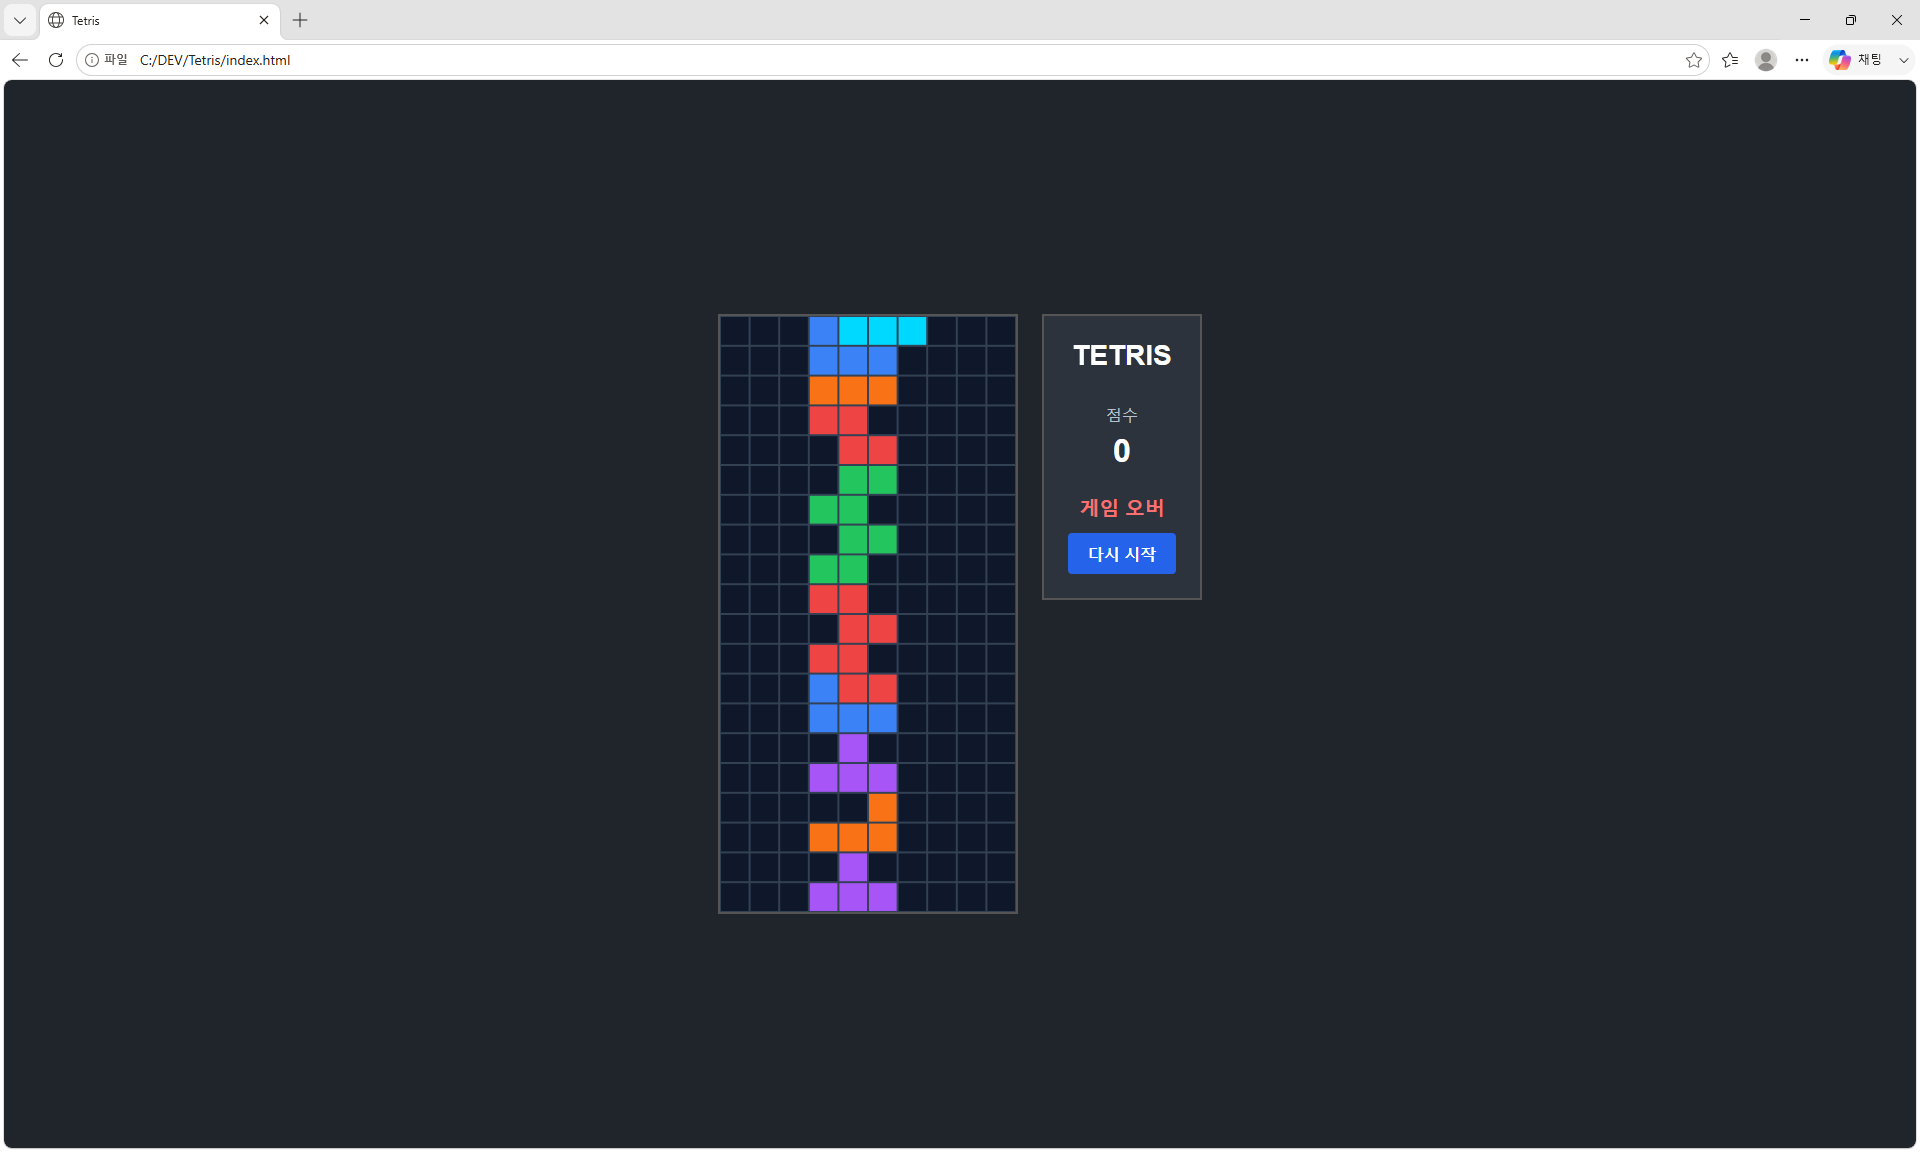 Tetris
파일 C:/DEV/Tetris/index.html
채팅
TETRIS
점수
0
게임 오버
다시 시작